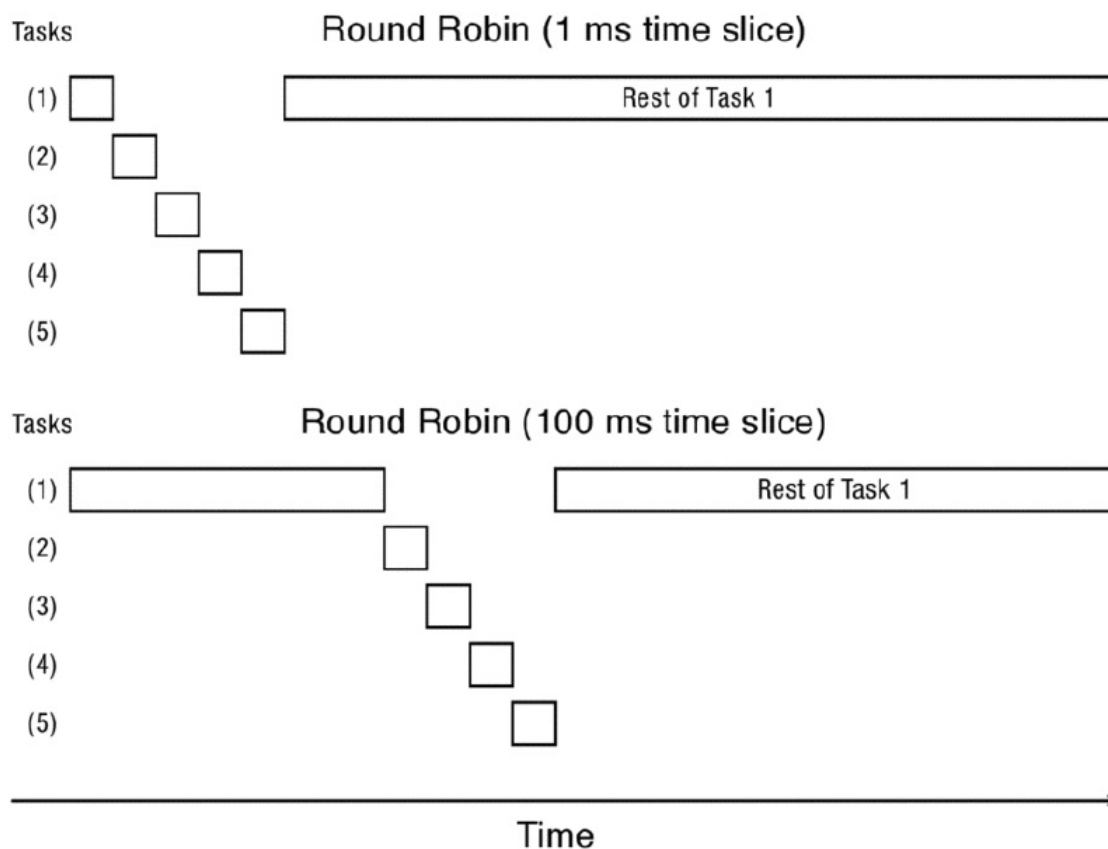 Tasks Round Robin (1 ms time slice)
(1) Rest of Task 1
(2)
(3)
(4)
(5)
Tasks Round Robin (100 ms time slice)
(1) Rest of Task 1
(2)
(3)
(4)
(5)
Time